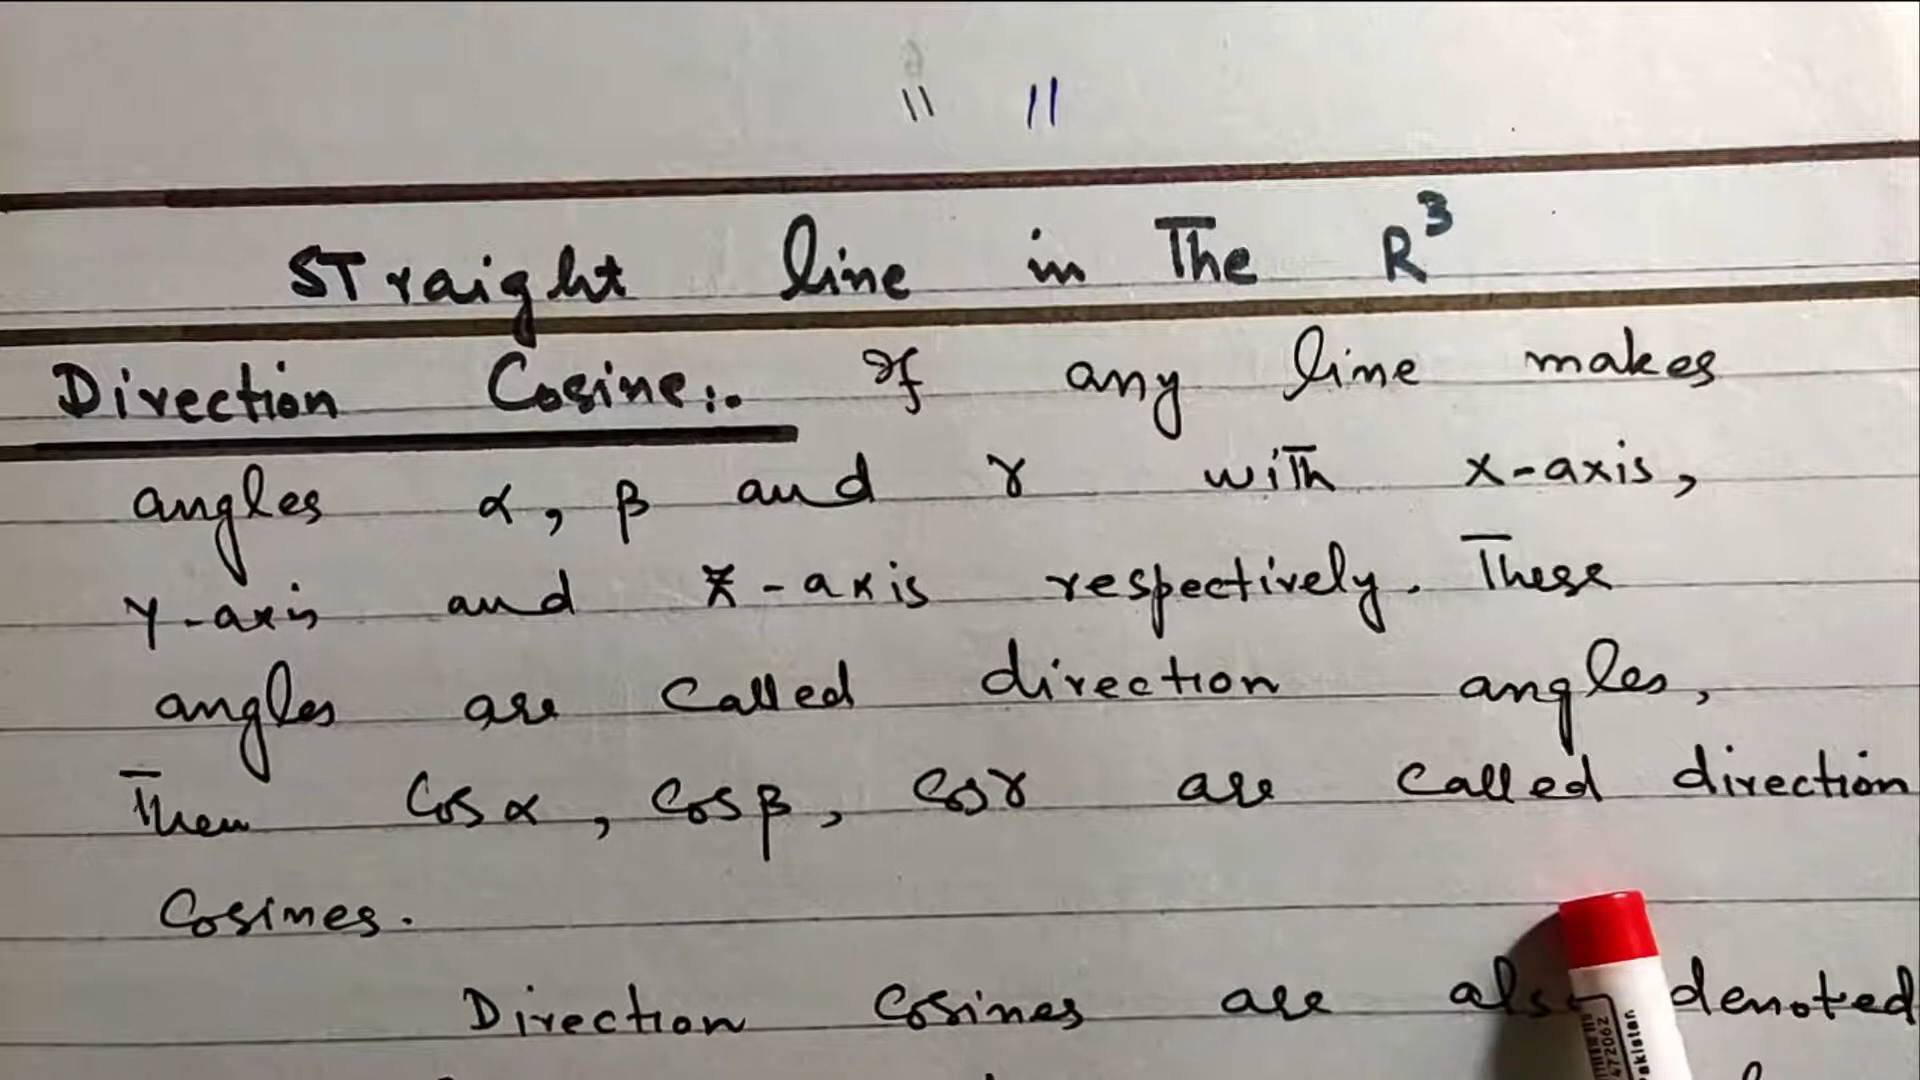 STraight line in The R³
Direction Cosine:. If any line makes
angles α, β and γ with x-axis,
y-axis and z-axis respectively. These
angles are called direction angles,
Then Cosα, Cosβ, Cosγ are called direction
Cosines.
Direction Cosines are also denoted
472062
akistan